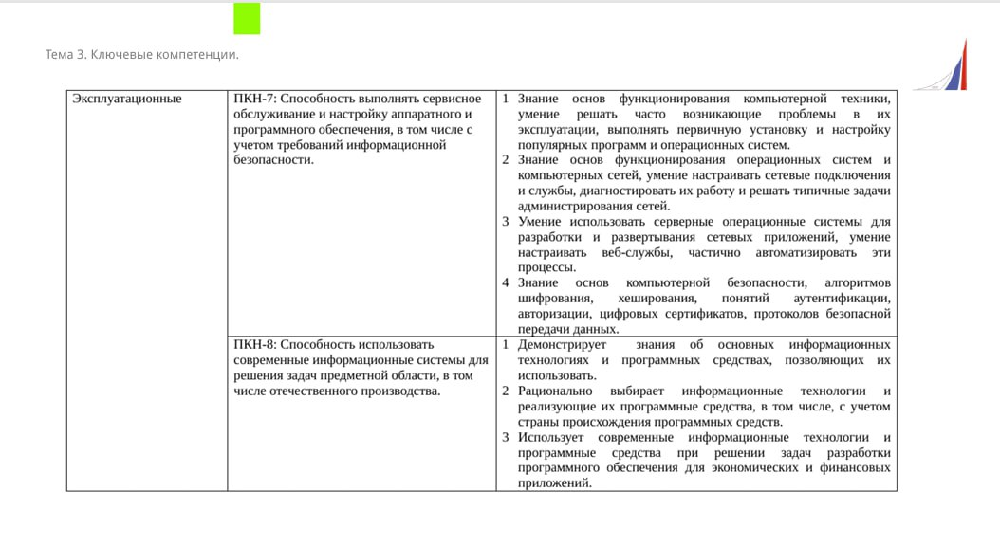 Тема 3. Ключевые компетенции.
Эксплуатационные
ПКН-7: Способность выполнять сервисное
обслуживание и настройку аппаратного и
программного обеспечения, в том числе с
учетом требований информационной
безопасности.
1 Знание основ функционирования компьютерной техники,
умение решать часто возникающие проблемы в их
эксплуатации, выполнять первичную установку и настройку
популярных программ и операционных систем.
2 Знание основ функционирования операционных систем и
компьютерных сетей, умение настраивать сетевые подключения
и службы, диагностировать их работу и решать типичные задачи
администрирования сетей.
3 Умение использовать серверные операционные системы для
разработки и развертывания сетевых приложений, умение
настраивать веб-службы, частично автоматизировать эти
процессы.
4 Знание основ компьютерной безопасности, алгоритмов
шифрования, хеширования, понятий аутентификации,
авторизации, цифровых сертификатов, протоколов безопасной
передачи данных.
ПКН-8: Способность использовать
современные информационные системы для
решения задач предметной области, в том
числе отечественного производства.
1 Демонстрирует знания об основных информационных
технологиях и программных средствах, позволяющих их
использовать.
2 Рационально выбирает информационные технологии и
реализующие их программные средства, в том числе, с учетом
страны происхождения программных средств.
3 Использует современные информационные технологии и
программные средства при решении задач разработки
программного обеспечения для экономических и финансовых
приложений.